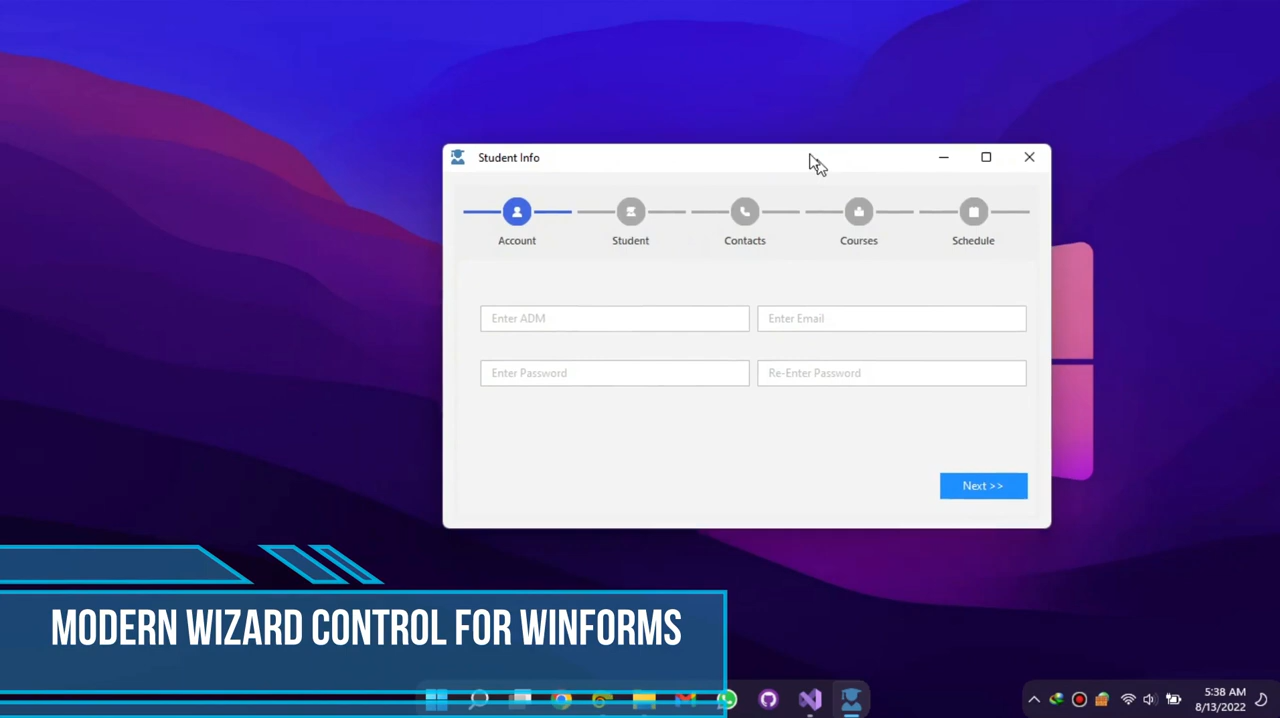 Student Info
Account
Student
Contacts
Courses
Schedule
Enter ADM
Enter Email
Enter Password
Re-Enter Password
Next >>
MODERN WIZARD CONTROL FOR WINFORMS
5:38 AM
8/13/2022